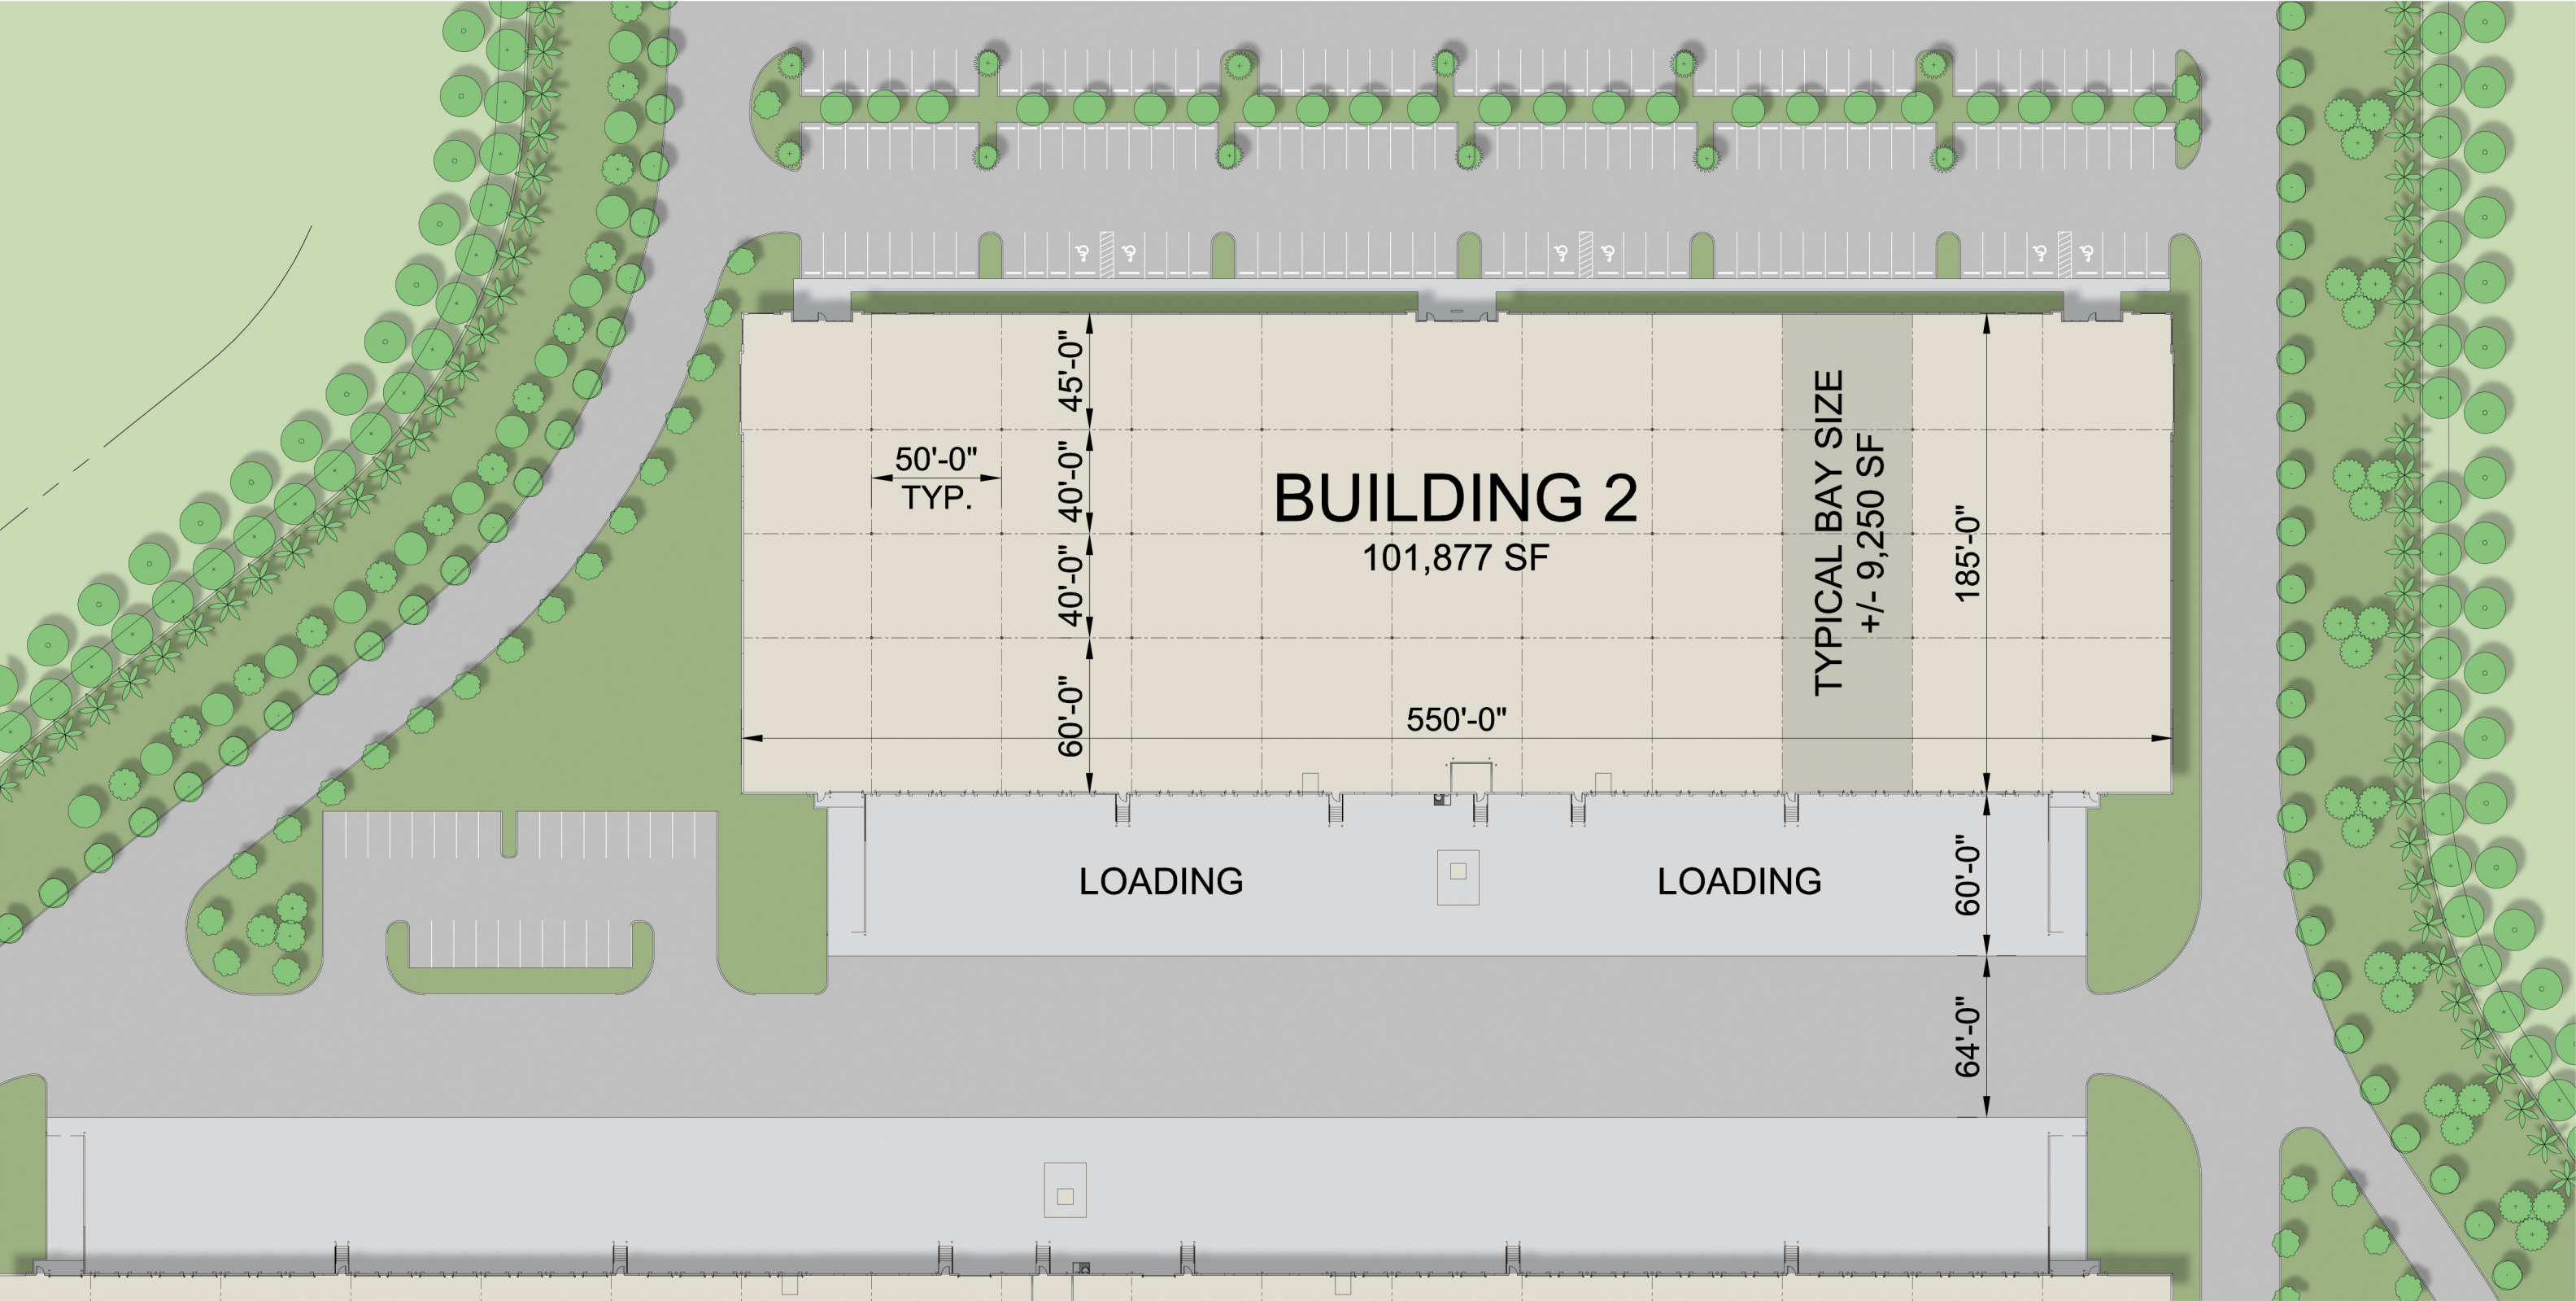 45'-0"
50'-0"
TYP.
40'-0"
BUILDING 2
101,877 SF
TYPICAL BAY SIZE
+/- 9,250 SF
185'-0"
40'-0"
60'-0"
550'-0"
LOADING
LOADING
60'-0"
64'-0"